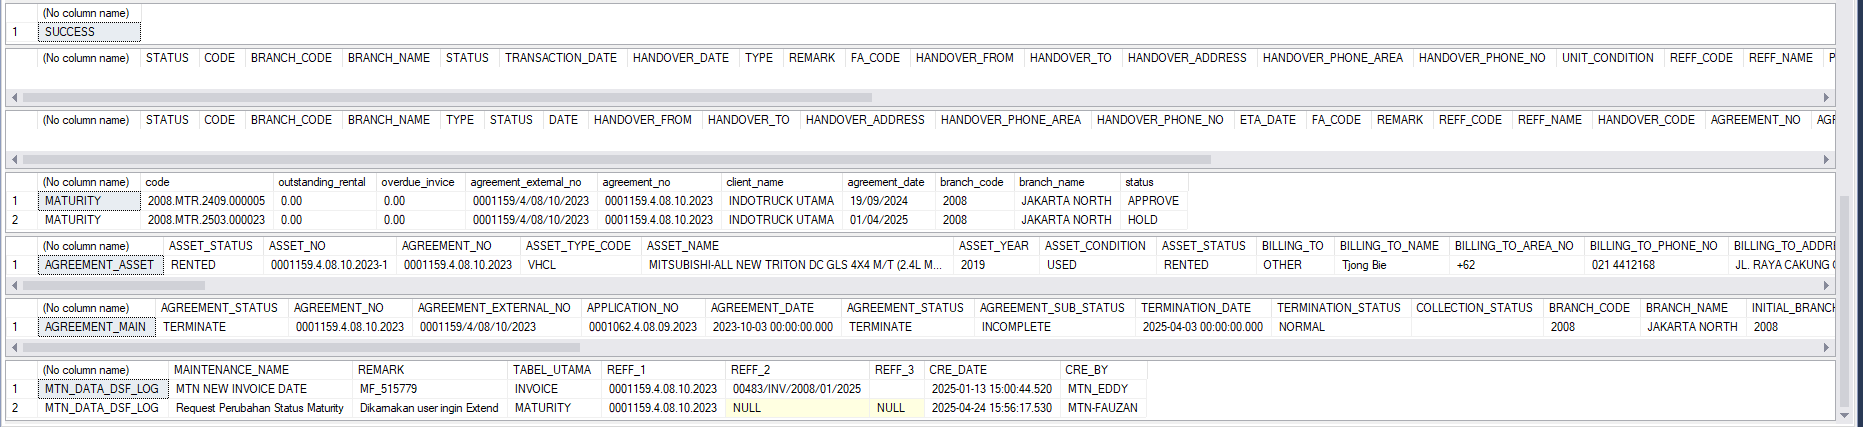 (No column name)
1 SUCCESS
(No column name) STATUS CODE BRANCH_CODE BRANCH_NAME STATUS TRANSACTION_DATE HANDOVER_DATE TYPE REMARK FA_CODE HANDOVER_FROM HANDOVER_TO HANDOVER_ADDRESS HANDOVER_PHONE_AREA HANDOVER_PHONE_NO UNIT_CONDITION REFF_CODE REFF_NAME P
(No column name) STATUS CODE BRANCH_CODE BRANCH_NAME TYPE STATUS DATE HANDOVER_FROM HANDOVER_TO HANDOVER_ADDRESS HANDOVER_PHONE_AREA HANDOVER_PHONE_NO ETA_DATE FA_CODE REMARK REFF_CODE REFF_NAME HANDOVER_CODE AGREEMENT_NO AGR
(No column name) code outstanding_rental overdue_invice agreement_external_no agreement_no client_name agreement_date branch_code branch_name status
1 MATURITY 2008.MTR.2409.000005 0.00 0.00 0001159/4/08/10/2023 0001159.4.08.10.2023 INDOTRUCK UTAMA 19/09/2024 2008 JAKARTA NORTH APPROVE
2 MATURITY 2008.MTR.2503.000023 0.00 0.00 0001159/4/08/10/2023 0001159.4.08.10.2023 INDOTRUCK UTAMA 01/04/2025 2008 JAKARTA NORTH HOLD
(No column name) ASSET_STATUS ASSET_NO AGREEMENT_NO ASSET_TYPE_CODE ASSET_NAME ASSET_YEAR ASSET_CONDITION ASSET_STATUS BILLING_TO BILLING_TO_NAME BILLING_TO_AREA_NO BILLING_TO_PHONE_NO BILLING_TO_ADDRE
1 AGREEMENT_ASSET RENTED 0001159.4.08.10.2023-1 0001159.4.08.10.2023 VHCL MITSUBISHI-ALL NEW TRITON DC GLS 4X4 M/T (2.4L M... 2019 USED RENTED OTHER Tjong Bie +62 021 4412168 JL. RAYA CAKUNG C
(No column name) AGREEMENT_STATUS AGREEMENT_NO AGREEMENT_EXTERNAL_NO APPLICATION_NO AGREEMENT_DATE AGREEMENT_STATUS AGREEMENT_SUB_STATUS TERMINATION_DATE TERMINATION_STATUS COLLECTION_STATUS BRANCH_CODE BRANCH_NAME INITIAL_BRANCH
1 AGREEMENT_MAIN TERMINATE 0001159.4.08.10.2023 0001159/4/08/10/2023 0001062.4.08.09.2023 2023-10-03 00:00:00.000 TERMINATE INCOMPLETE 2025-04-03 00:00:00.000 NORMAL 2008 JAKARTA NORTH 2008
(No column name) MAINTENANCE_NAME REMARK TABEL_UTAMA REFF_1 REFF_2 REFF_3 CRE_DATE CRE_BY
1 MTN_DATA_DSF_LOG MTN NEW INVOICE DATE MF_515779 INVOICE 0001159.4.08.10.2023 00483/INV/2008/01/2025 2025-01-13 15:00:44.520 MTN_EDDY
2 MTN_DATA_DSF_LOG Request Perubahan Status Maturity Dikarnakan user ingin Extend MATURITY 0001159.4.08.10.2023 NULL NULL 2025-04-24 15:56:17.530 MTN-FAUZAN